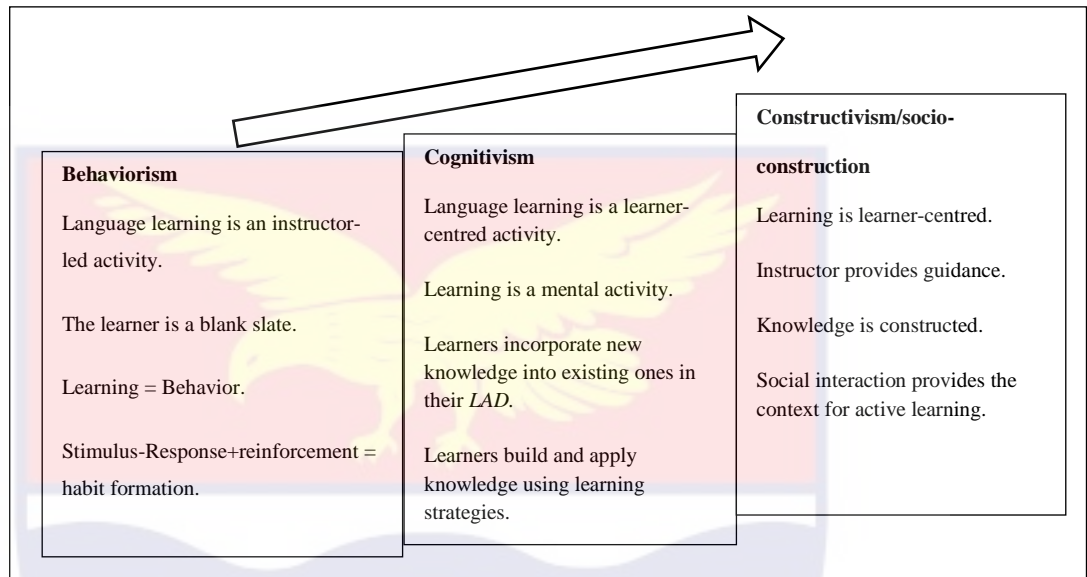 Behaviorism
Language learning is an instructor-
led activity.
The learner is a blank slate.
Learning = Behavior.
Stimulus-Response+reinforcement =
habit formation.
Cognitivism
Language learning is a learner-
centred activity.
Learning is a mental activity.
Learners incorporate new
knowledge into existing ones in
their LAD.
Learners build and apply
knowledge using learning
strategies.
Constructivism/socio-
construction
Learning is learner-centred.
Instructor provides guidance.
Knowledge is constructed.
Social interaction provides the
context for active learning.